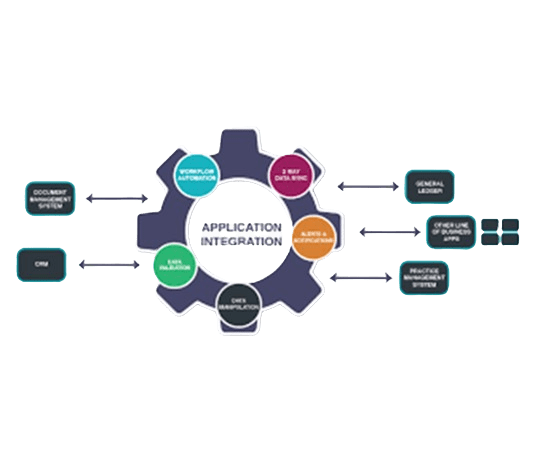 WORKFLOW
AUTOMATION
2 WAY
DATA SYNC
DOCUMENT
MANAGEMENT
SYSTEM
GENERAL
LEDGER
APPLICATION
INTEGRATION
ALERTS &
NOTIFICATIONS
OTHER LINE
OF BUSINESS
APPS
CRM
DATA
VALIDATION
PRACTICE
MANAGEMENT
SYSTEM
DATA
MANIPULATION